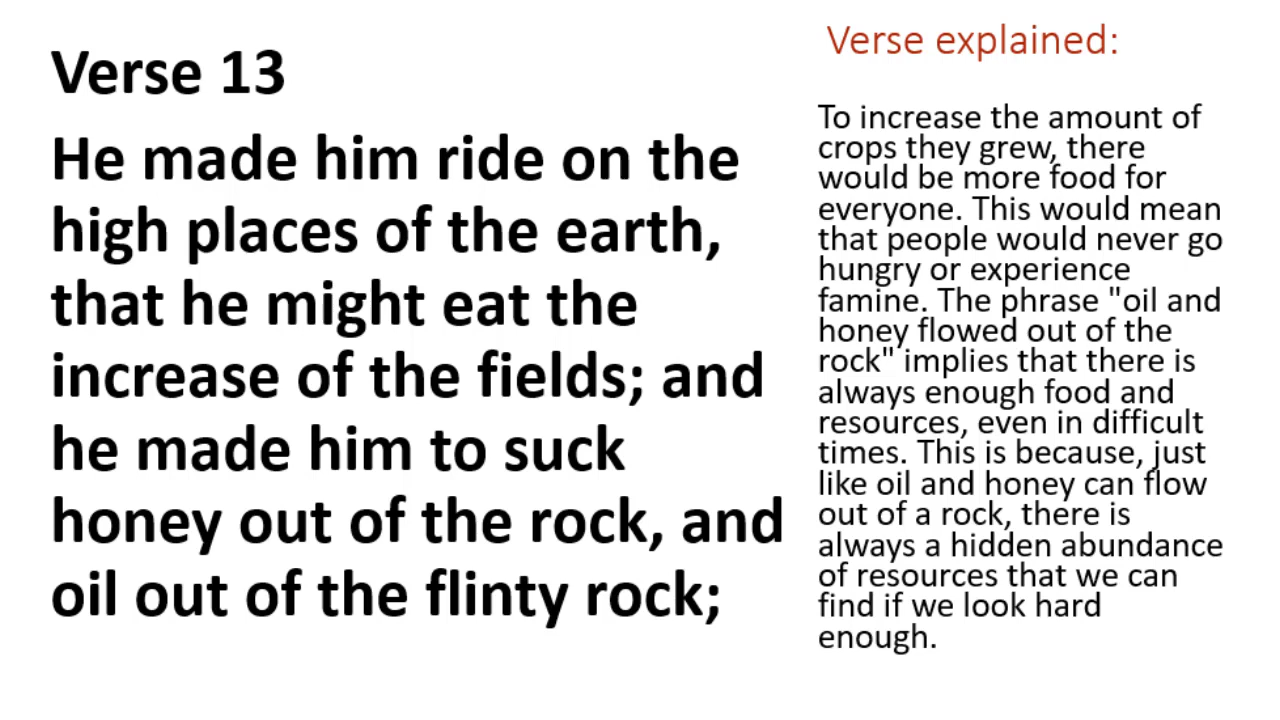 Verse 13
He made him ride on the
high places of the earth,
that he might eat the
increase of the fields; and
he made him to suck
honey out of the rock, and
oil out of the flinty rock;
Verse explained:
To increase the amount of
crops they grew, there
would be more food for
everyone. This would mean
that people would never go
hungry or experience
famine. The phrase "oil and
honey flowed out of the
rock" implies that there is
always enough food and
resources, even in difficult
times. This is because, just
like oil and honey can flow
out of a rock, there is
always a hidden abundance
of resources that we can
find if we look hard
enough.